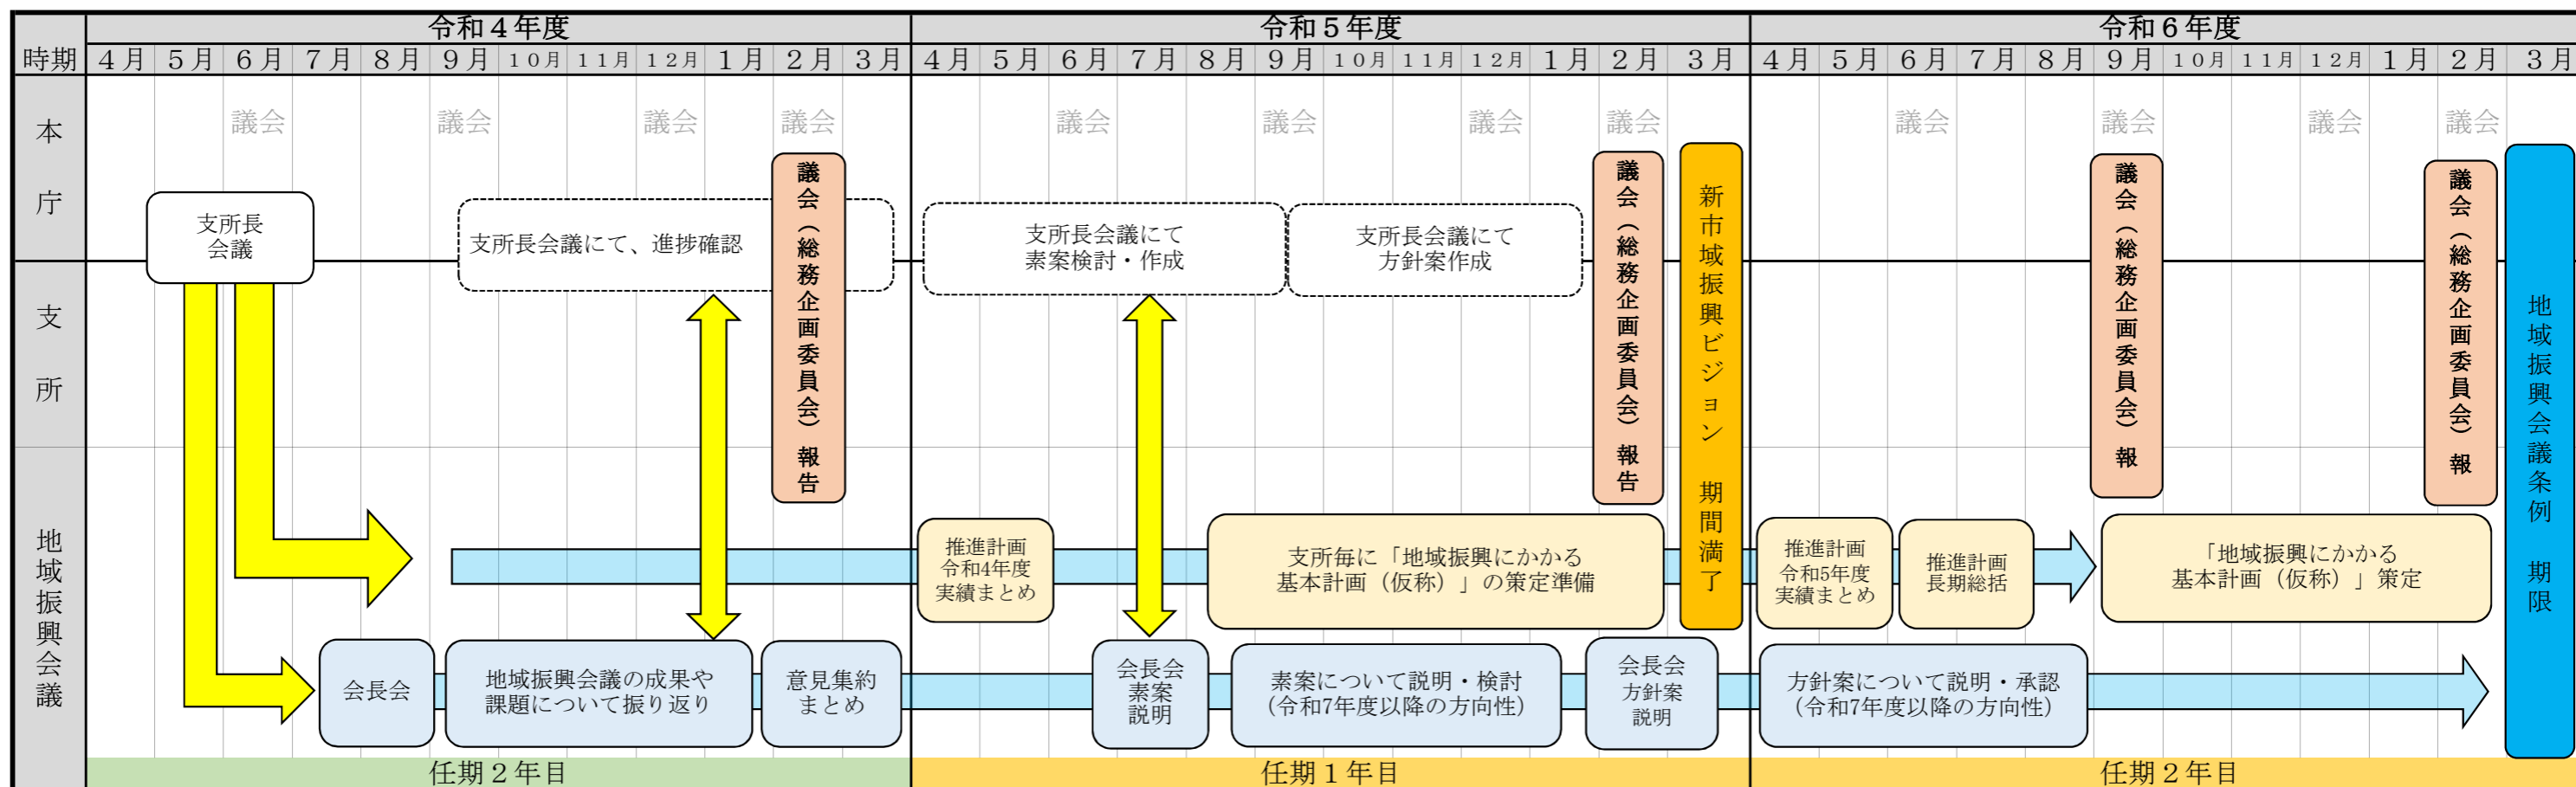 令和４年度
令和５年度
令和６年度
時期
４月 ５月 ６月 ７月 ８月 ９月 １０月 １１月 １２月 １月 ２月 ３月
４月 ５月 ６月 ７月 ８月 ９月 １０月 １１月 １２月 １月 ２月 ３月
４月 ５月 ６月 ７月 ８月 ９月 １０月 １１月 １２月 １月 ２月 ３月
本庁
議会 議会 議会 議会
議会 議会 議会 議会
議会 議会 議会 議会
支所長
会議
支所長会議にて、進捗確認
議会（総務企画委員会）報告
支所長会議にて
素案検討・作成
支所長会議にて
方針案作成
議会（総務企画委員会）報告
新市域振興ビジョン　期間満了
議会（総務企画委員会）報
議会（総務企画委員会）報
地域振興会議条例　期限
支所
地域振興会議
推進計画
令和4年度
実績まとめ
支所毎に「地域振興にかかる
基本計画（仮称）」の策定準備
推進計画
令和5年度
実績まとめ
推進計画
長期総括
「地域振興にかかる
基本計画（仮称）」策定
会長会
地域振興会議の成果や
課題について振り返り
意見集約
まとめ
会長会
素案
説明
素案について説明・検討
（令和7年度以降の方向性）
会長会
方針案
説明
方針案について説明・承認
（令和7年度以降の方向性）
任期２年目
任期１年目
任期２年目